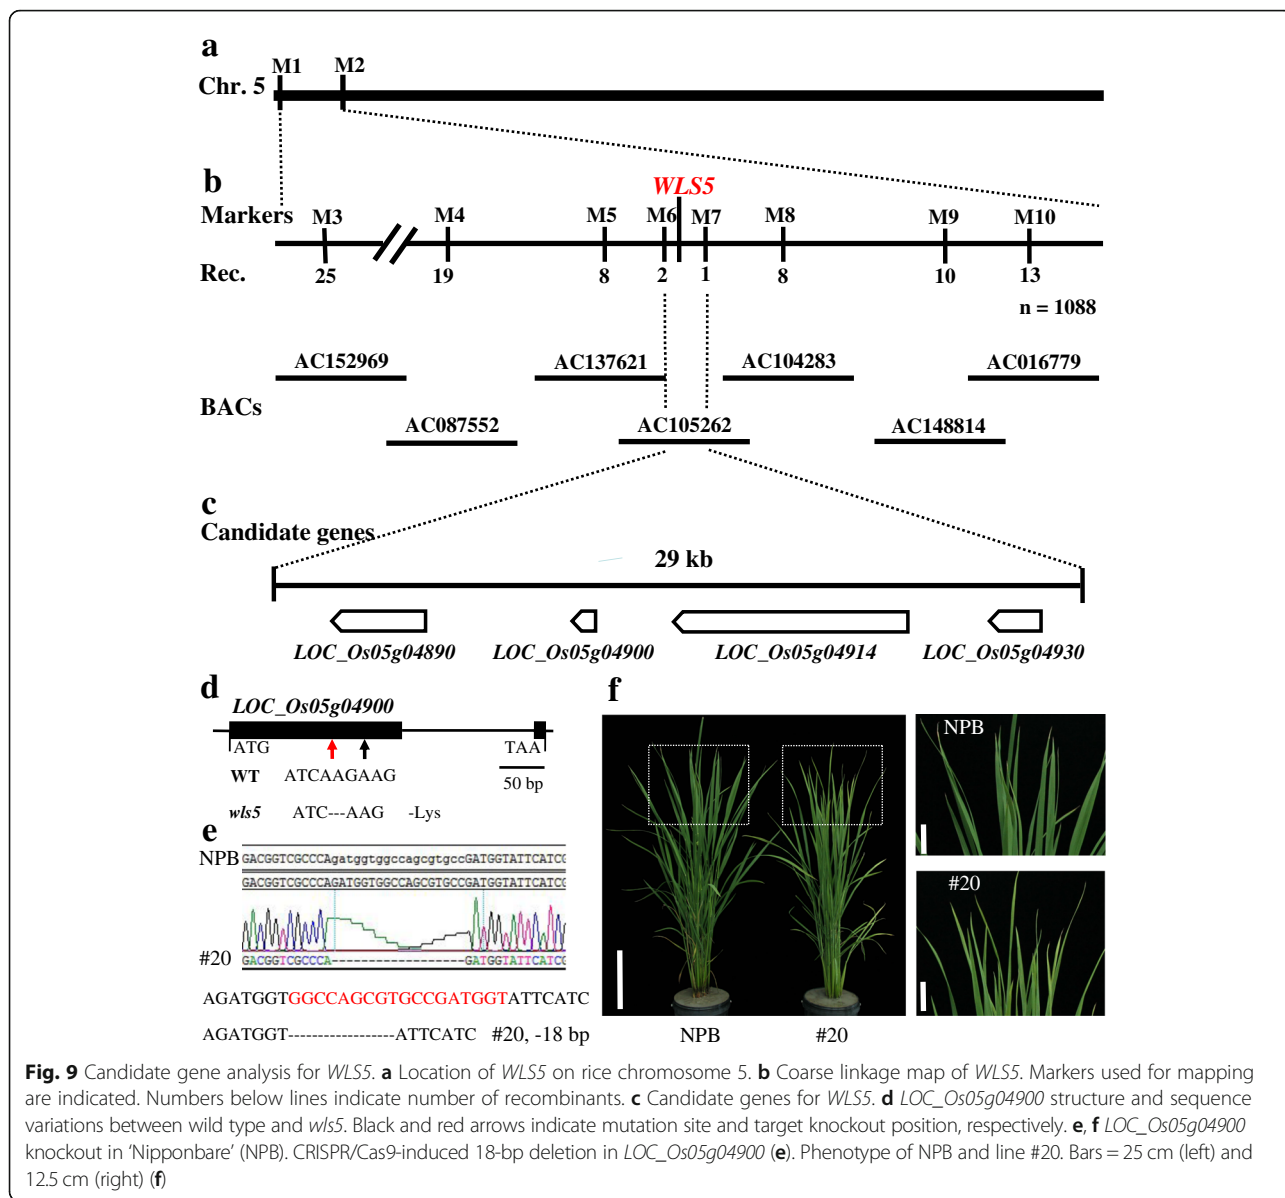 a
M1 M2
Chr. 5
b
WLS5
Markers M3 M4 M5 M6 M7 M8 M9 M10
Rec. 25 19 8 2 1 8 10 13
n = 1088
AC152969 AC137621 AC104283 AC016779
BACs
AC087552 AC105262 AC148814
c
Candidate genes
29 kb
LOC_Os05g04890 LOC_Os05g04900 LOC_Os05g04914 LOC_Os05g04930
d
LOC_Os05g04900
ATG TAA
WT ATCAAGAAG
50 bp
wls5 ATC---AAG -Lys
e
NPB GACGGTCGCCCAgatggtggccagcgtgccGATGGTATTCATCG
GACGGTCGCCCAGATGGTGGCCAGCGTGCCGATGGTATTCATCG
#20 GACGGTCGCCCA------------------GATGGTATTCATCG
AGATGGTGGCCAGCGTGCCGATGGTATTCATC
AGATGGT------------------ATTCATC #20, -18 bp
f
NPB
#20
NPB #20
Fig. 9 Candidate gene analysis for WLS5. a Location of WLS5 on rice chromosome 5. b Coarse linkage map of WLS5. Markers used for mapping
are indicated. Numbers below lines indicate number of recombinants. c Candidate genes for WLS5. d LOC_Os05g04900 structure and sequence
variations between wild type and wls5. Black and red arrows indicate mutation site and target knockout position, respectively. e, f LOC_Os05g04900
knockout in ‘Nipponbare’ (NPB). CRISPR/Cas9-induced 18-bp deletion in LOC_Os05g04900 (e). Phenotype of NPB and line #20. Bars = 25 cm (left) and
12.5 cm (right) (f)